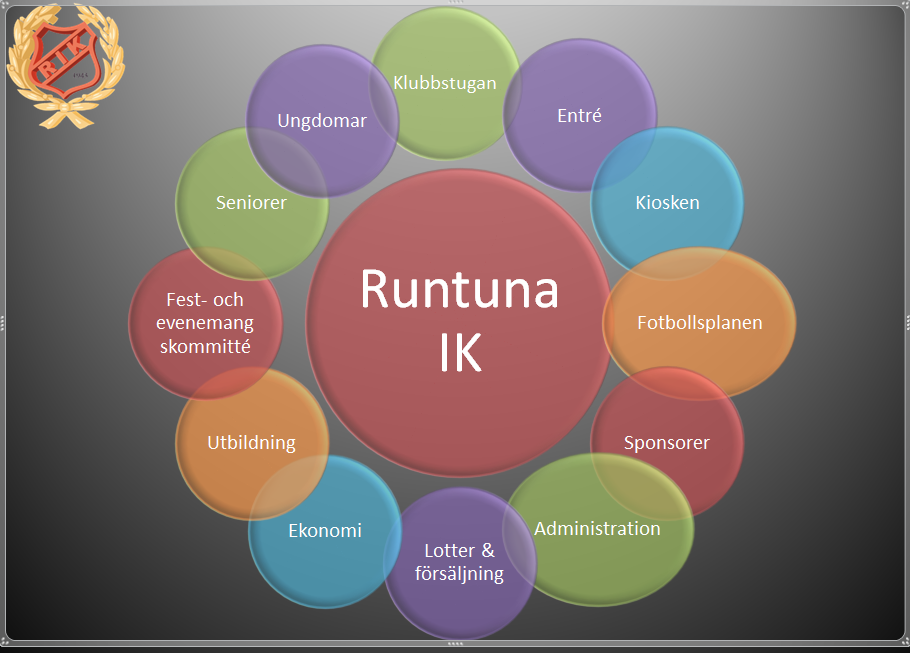 RIK
1945
Klubbstugan
Entré
Kiosken
Fotbollsplanen
Sponsorer
Administration
Lotter &
försäljning
Ekonomi
Utbildning
Fest- och
evenemang
skommitté
Seniorer
Ungdomar
Runtuna
IK